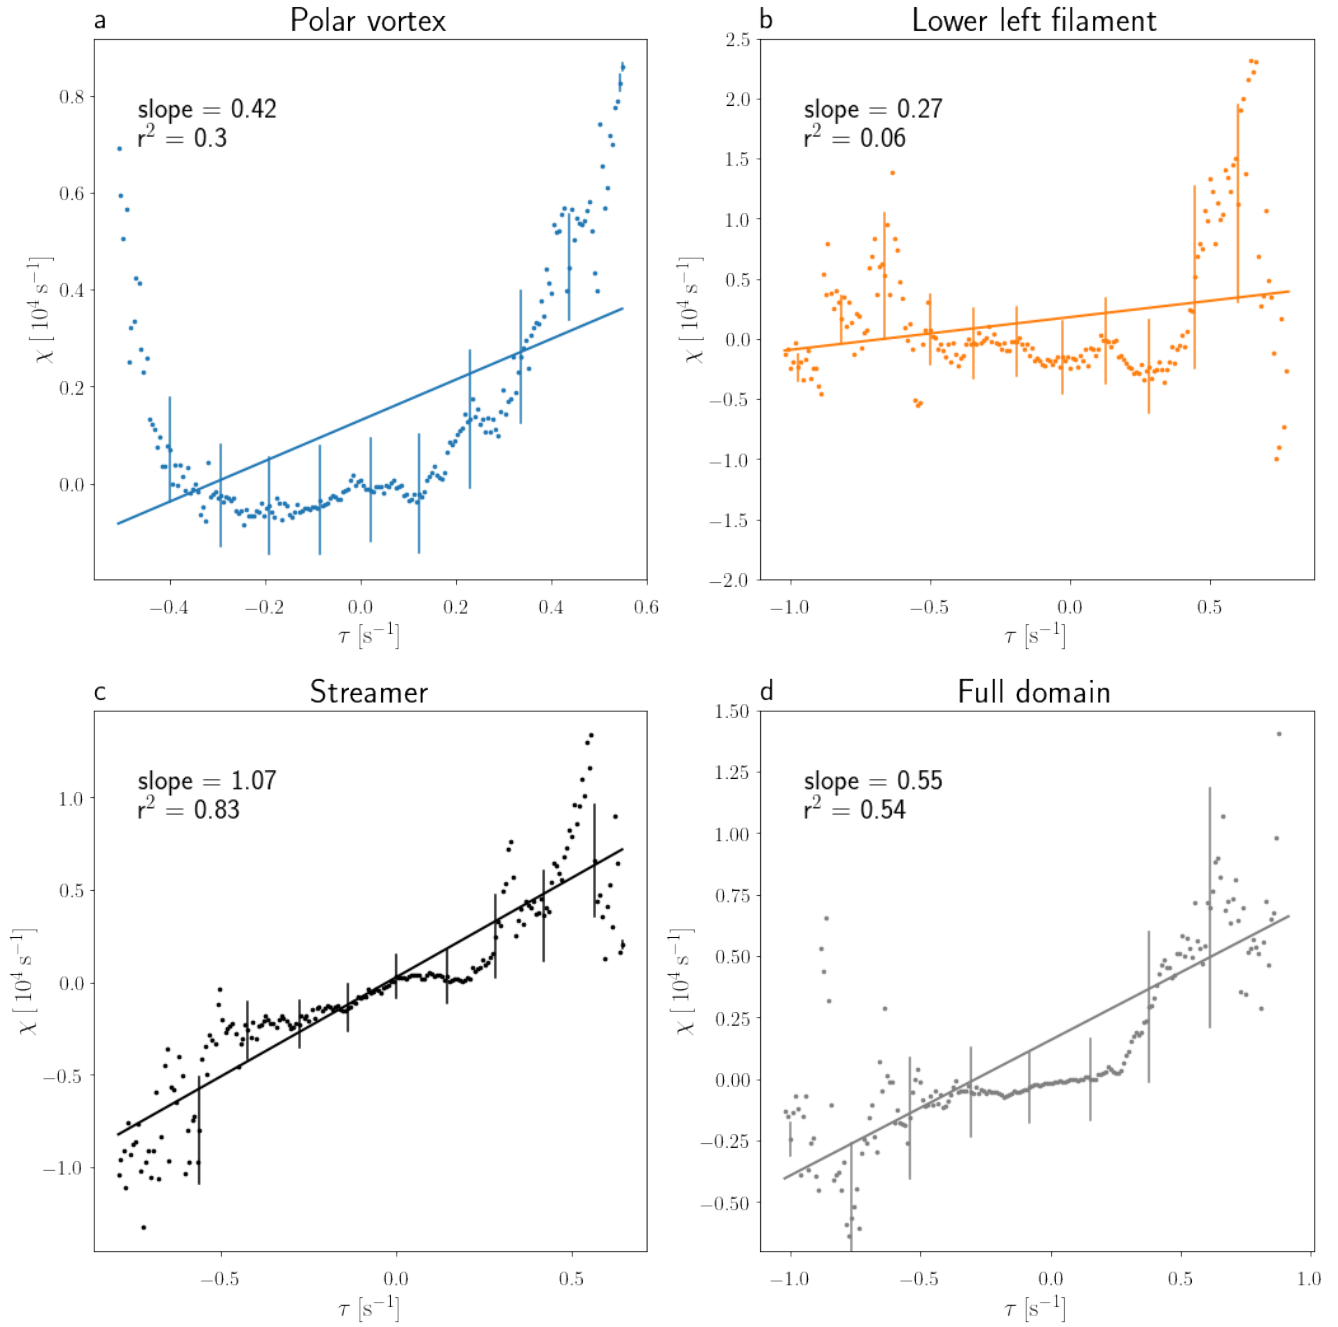 a Polar vortex
slope = 0.42
r² = 0.3
0.8
0.6
0.4
0.2
0.0
χ [ 10⁴ s⁻¹]
−0.4 −0.2 0.0 0.2 0.4 0.6
τ [s⁻¹]
b Lower left filament
slope = 0.27
r² = 0.06
2.5
2.0
1.5
1.0
0.5
0.0
−0.5
−1.0
−1.5
−2.0
χ [ 10⁴ s⁻¹]
−1.0 −0.5 0.0 0.5
τ [s⁻¹]
c Streamer
slope = 1.07
r² = 0.83
1.0
0.5
0.0
−0.5
−1.0
χ [ 10⁴ s⁻¹]
−0.5 0.0 0.5
τ [s⁻¹]
d Full domain
slope = 0.55
r² = 0.54
1.50
1.25
1.00
0.75
0.50
0.25
0.00
−0.25
−0.50
χ [ 10⁴ s⁻¹]
−1.0 −0.5 0.0 0.5 1.0
τ [s⁻¹]